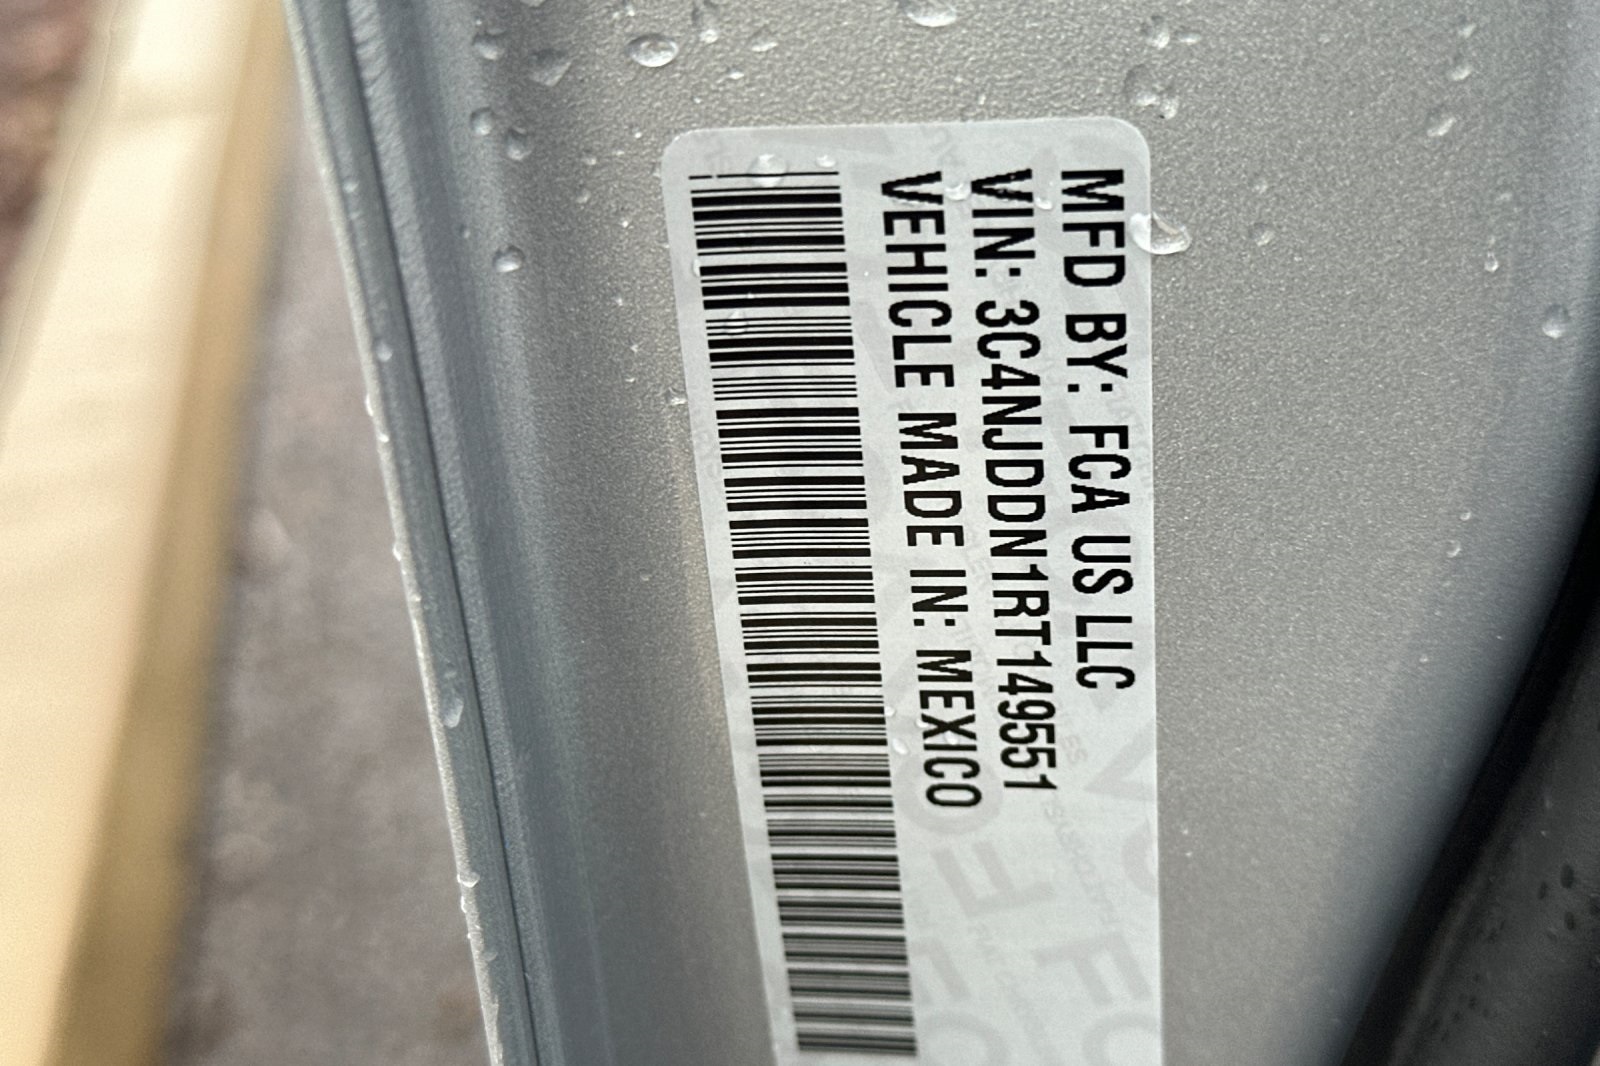 MFD BY: FCA US LLC
VIN: 3C4NJDDN1RT149551
VEHICLE MADE IN: MEXICO